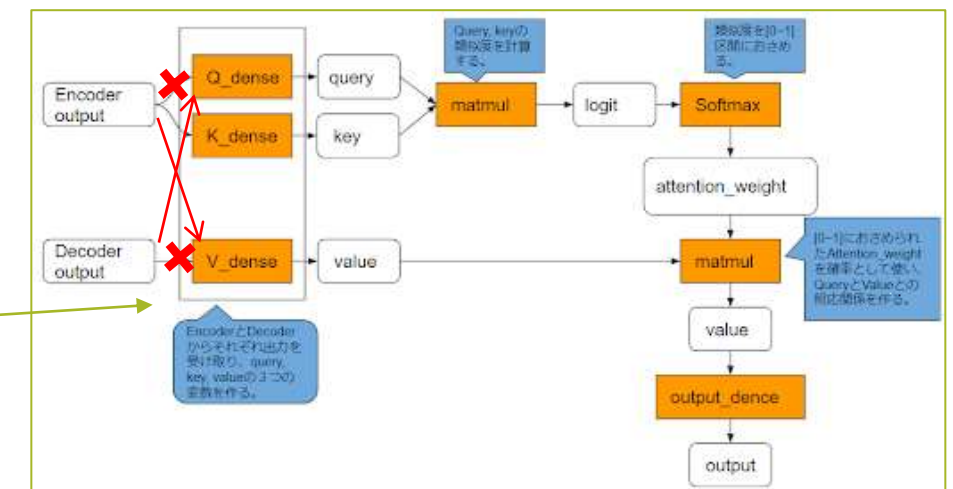 Query, keyの
類似度を計算
する。
類似度を[0~1]
区間におさめ
る。
Encoder
output
Q_dense
query
matmul
logit
Softmax
K_dense
key
attention_weight
Decoder
output
V_dense
value
matmul
[0~1]におさめられ
たAttention_weight
を確率として使い、
QueryとValueとの
照応関係を作る。
EncoderとDecoder
からそれぞれ出力を
受け取り、query,
key, valueの3つの
変数を作る。
value
output_dence
output